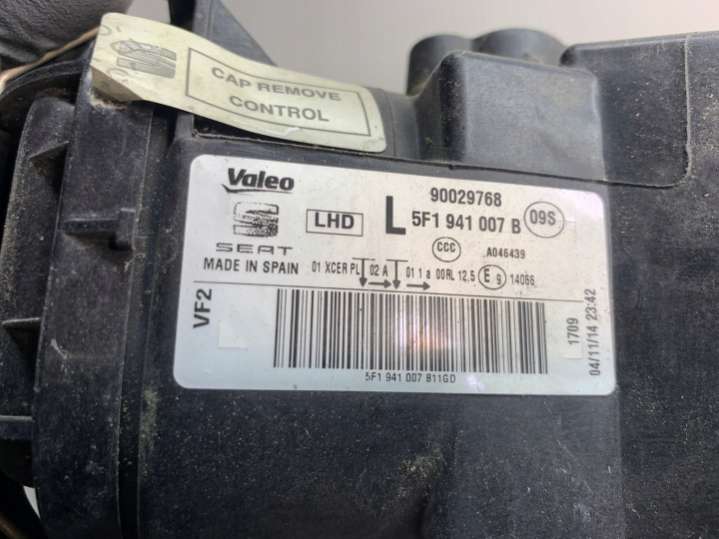 CAP REMOVE
CONTROL
Valeo
90029768
SEAT
LHD
L 5F1 941 007 B 09S
CCC A046439
MADE IN SPAIN 01 XCER PL 02 A 01 1 a 00RL 12,5 E9 14066
VF2
1709
04/11/14 23:42
5F1 941 007 811GD